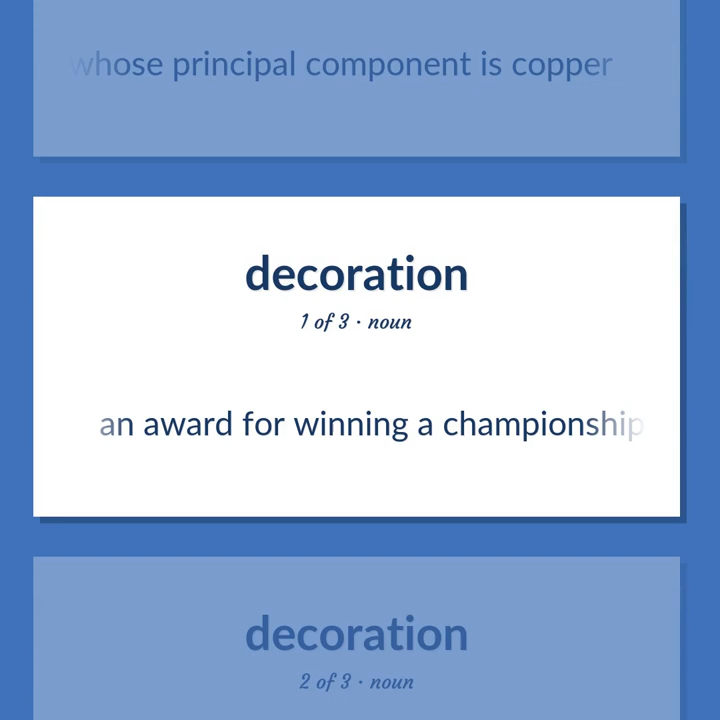 whose principal component is copper
decoration
1 of 3 · noun
an award for winning a championship
decoration
2 of 3 · noun